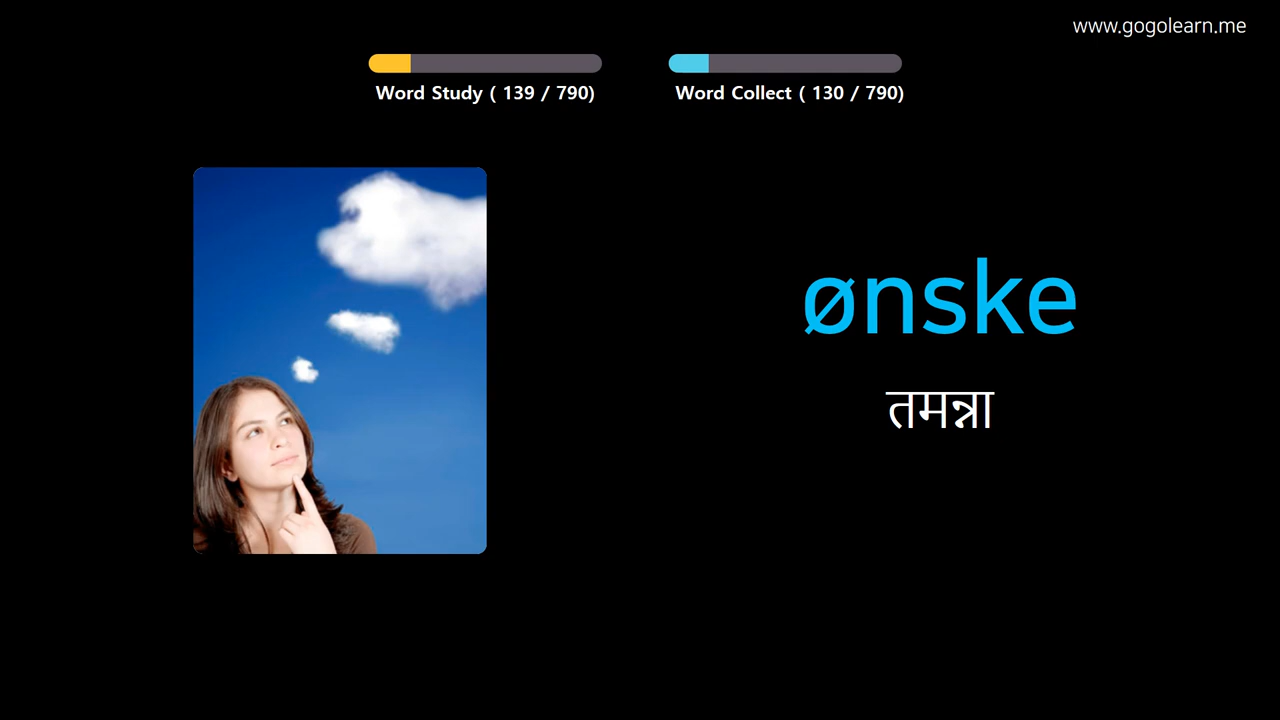 www.gogolearn.me
Word Study ( 139 / 790)
Word Collect ( 130 / 790)
ønske
तमन्ना